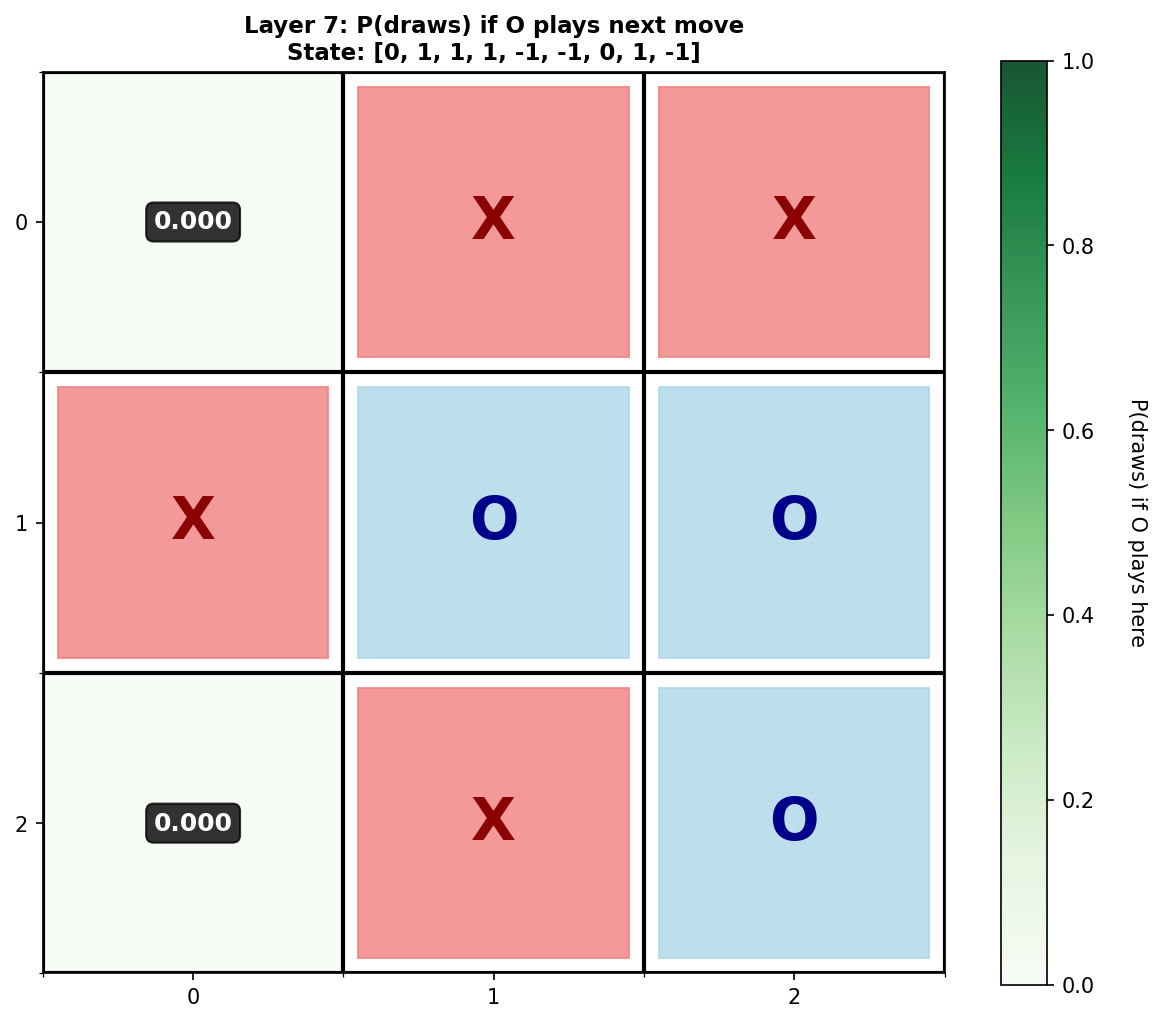 Layer 7: P(draws) if O plays next move
State: [0, 1, 1, 1, -1, -1, 0, 1, -1]
0
0.000
X
X
1
X
O
O
2
0.000
X
O
0
1
2
1.0
0.8
0.6
0.4
0.2
0.0
P(draws) if O plays here